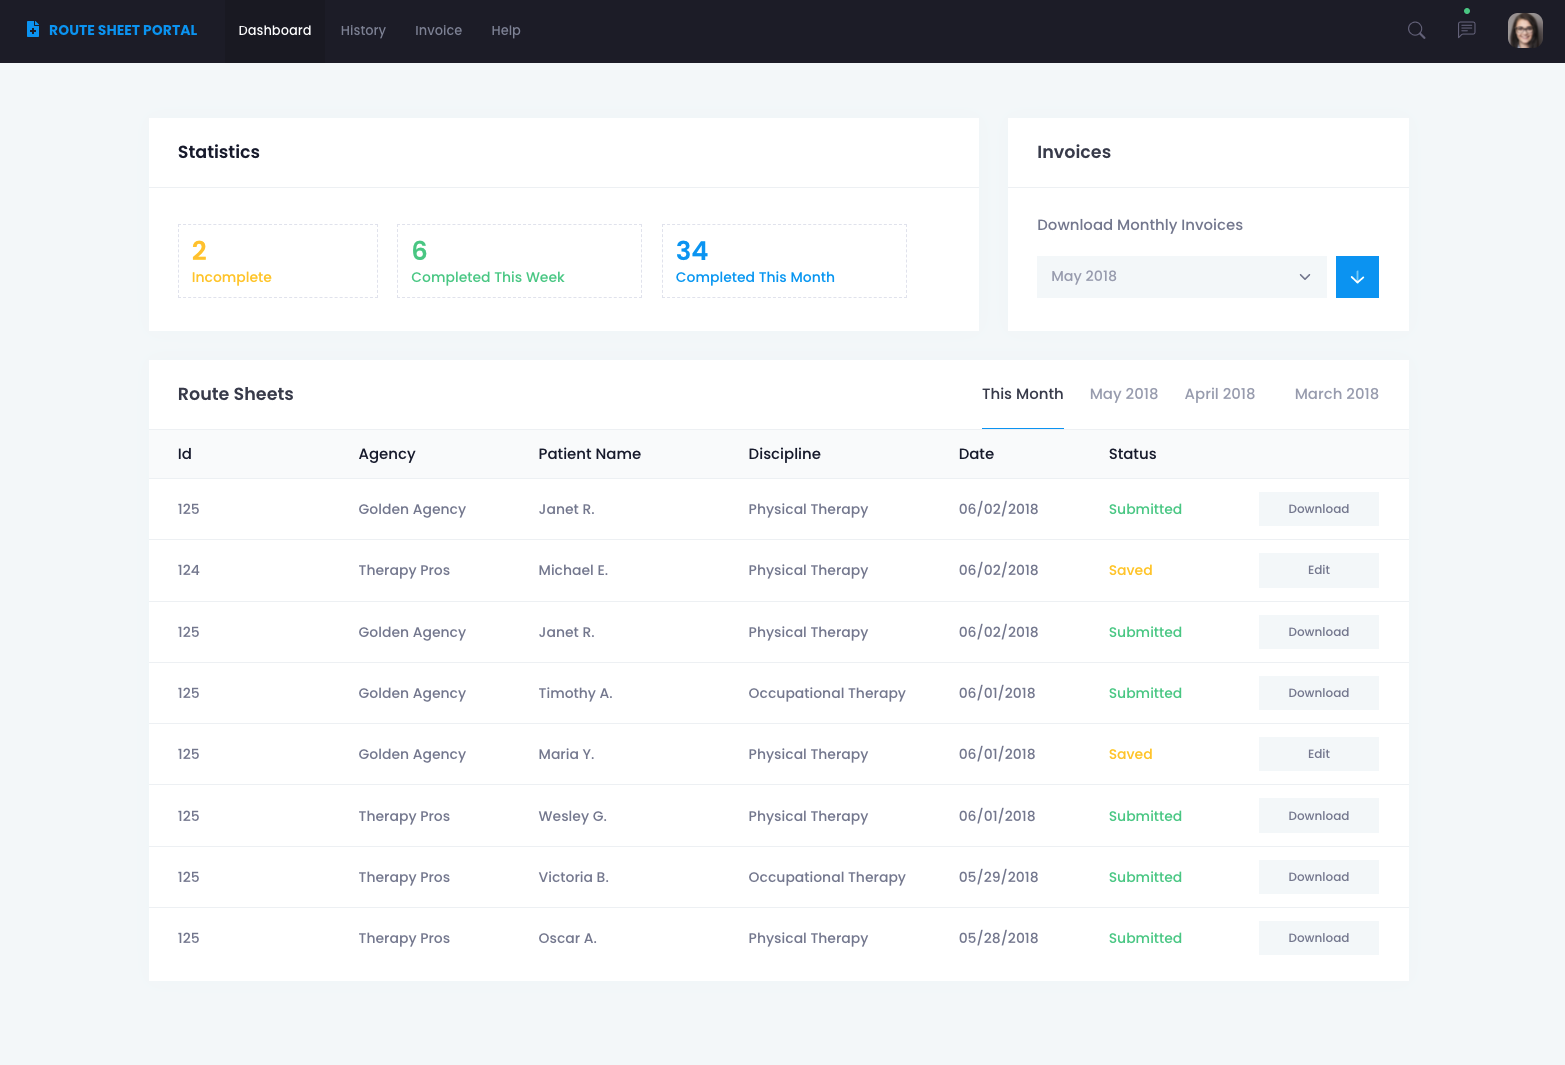 ROUTE SHEET PORTAL Dashboard History Invoice Help
Statistics
2
Incomplete
6
Completed This Week
34
Completed This Month
Invoices
Download Monthly Invoices
May 2018
Route Sheets This Month May 2018 April 2018 March 2018
Id Agency Patient Name Discipline Date Status
125 Golden Agency Janet R. Physical Therapy 06/02/2018 Submitted Download
124 Therapy Pros Michael E. Physical Therapy 06/02/2018 Saved Edit
125 Golden Agency Janet R. Physical Therapy 06/02/2018 Submitted Download
125 Golden Agency Timothy A. Occupational Therapy 06/01/2018 Submitted Download
125 Golden Agency Maria Y. Physical Therapy 06/01/2018 Saved Edit
125 Therapy Pros Wesley G. Physical Therapy 06/01/2018 Submitted Download
125 Therapy Pros Victoria B. Occupational Therapy 05/29/2018 Submitted Download
125 Therapy Pros Oscar A. Physical Therapy 05/28/2018 Submitted Download